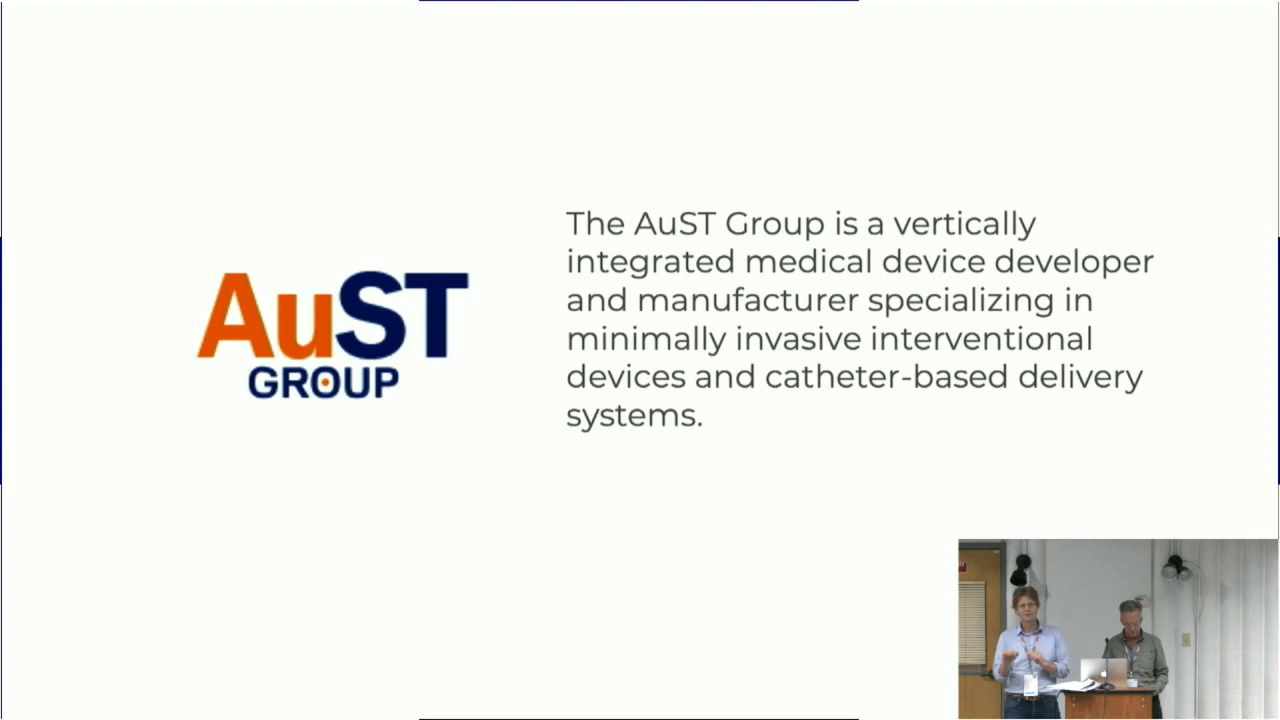 AuST
GROUP
The AuST Group is a vertically
integrated medical device developer
and manufacturer specializing in
minimally invasive interventional
devices and catheter-based delivery
systems.